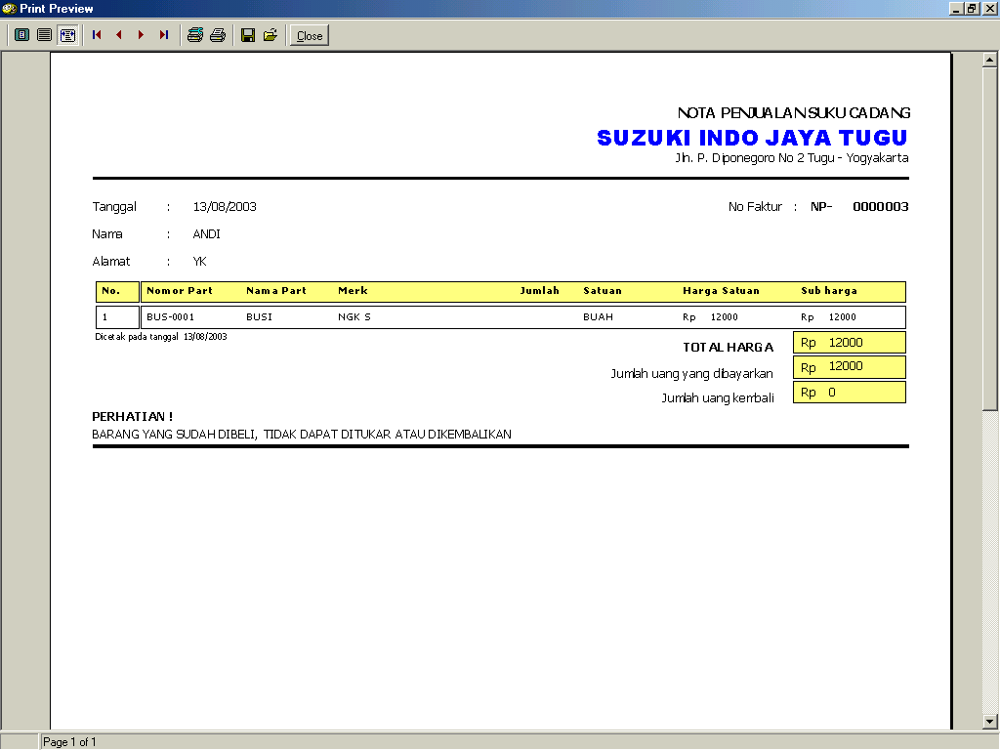 Print Preview
Close
NOTA PENJUALAN SUKU CADANG
SUZUKI INDO JAYA TUGU
Jln. P. Diponegoro No 2 Tugu - Yogyakarta
Tanggal : 13/08/2003 No Faktur : NP- 0000003
Nama : ANDI
Alamat : YK
No. Nomor Part Nama Part Merk Jumlah Satuan Harga Satuan Sub harga
1 BUS-0001 BUSI NGK S BUAH Rp 12000 Rp 12000
Dicetak pada tanggal 13/08/2003
TOTAL HARGA Rp 12000
Jumlah uang yang dibayarkan Rp 12000
Jumlah uang kembali Rp 0
PERHATIAN !
BARANG YANG SUDAH DIBELI, TIDAK DAPAT DITUKAR ATAU DIKEMBALIKAN
Page 1 of 1